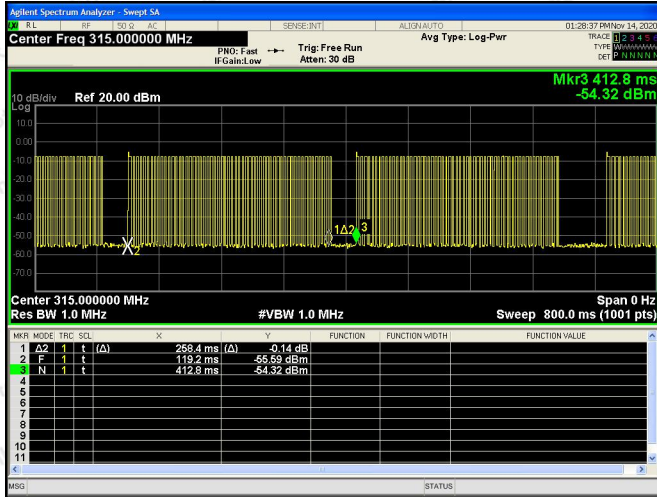 Agilent Spectrum Analyzer - Swept SA
RL RF 50 Ω AC SENSE:INT ALIGNAUTO 01:28:37 PMNov 14, 2020
Center Freq 315.000000 MHz Avg Type: Log-Pwr TRACE 1 2 3 4 5 6
PNO: Fast Trig: Free Run TYPE
IFGain:Low Atten: 30 dB DET P N N N N N
Mkr3 412.8 ms
10 dB/div Ref 20.00 dBm -54.32 dBm
Log
10.0
0.00
-10.0
-20.0
-30.0
-40.0
1Δ2 3
-50.0
2
-60.0
-70.0
Center 315.000000 MHz Span 0 Hz
Res BW 1.0 MHz #VBW 1.0 MHz Sweep 800.0 ms (1001 pts)
MKR MODE TRC SCL X Y FUNCTION FUNCTION WIDTH FUNCTION VALUE
1 Δ2 1 t (Δ) 258.4 ms (Δ) -0.14 dB
2 F 1 t 119.2 ms -55.59 dBm
3 N 1 t 412.8 ms -54.32 dBm
4
5
6
7
8
9
10
11
MSG STATUS